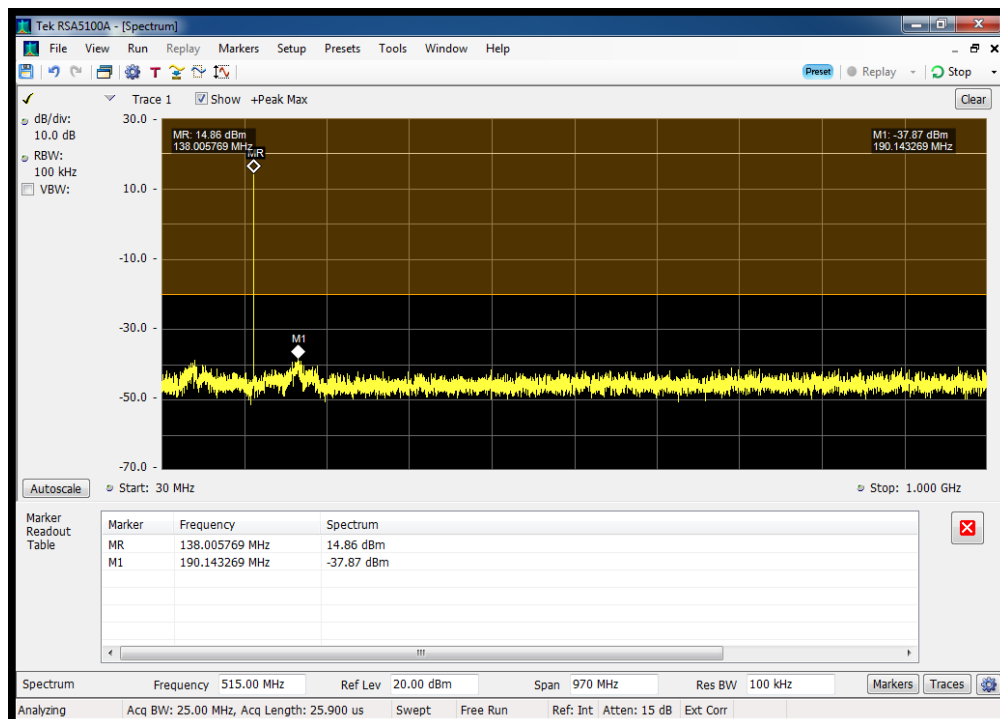 Tek RSA5100A - [Spectrum]
File View Run Replay Markers Setup Presets Tools Window Help
T Preset Replay Stop
Trace 1 Show +Peak Max Clear
dB/div:
10.0 dB
RBW:
100 kHz
VBW:
30.0
10.0
-10.0
-30.0
-50.0
-70.0
MR: 14.86 dBm
138.005769 MHz
MR
M1: -37.87 dBm
190.143269 MHz
M1
Autoscale Start: 30 MHz Stop: 1.000 GHz
Marker
Readout
Table
Marker Frequency Spectrum
MR 138.005769 MHz 14.86 dBm
M1 190.143269 MHz -37.87 dBm
Spectrum Frequency 515.00 MHz Ref Lev 20.00 dBm Span 970 MHz Res BW 100 kHz Markers Traces
Analyzing Acq BW: 25.00 MHz, Acq Length: 25.900 us Swept Free Run Ref: Int Atten: 15 dB Ext Corr